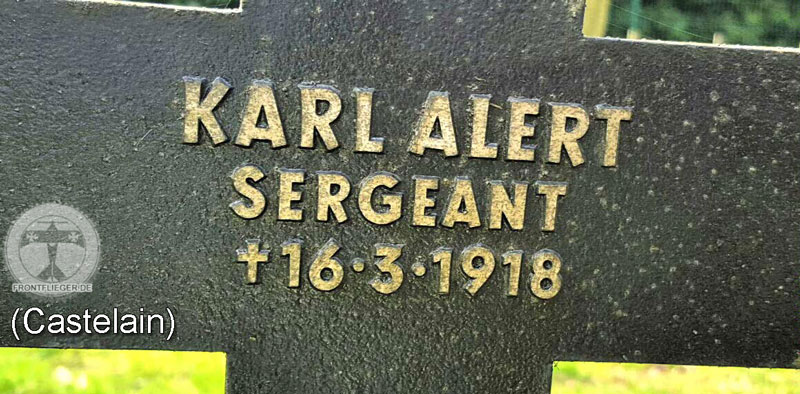 KARL ALERT
SERGEANT
† 16·3·1918
FRONTFLIEGER.DE
(Castelain)